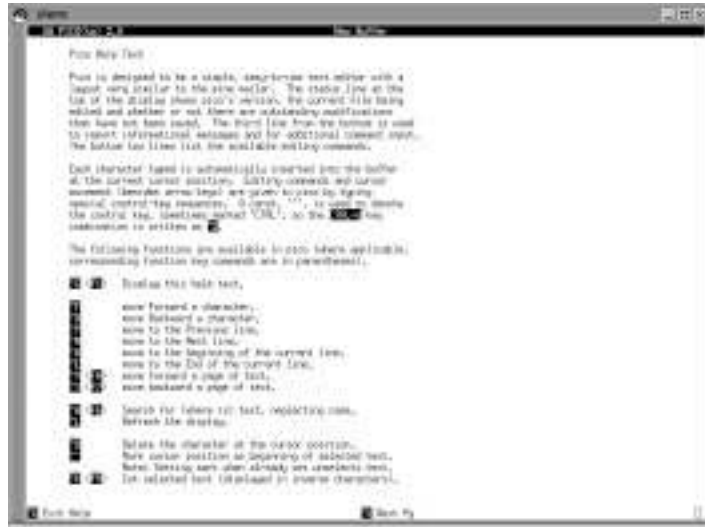 New Buffer
Pico Help Text
Pico is designed to be a simple, easy-to-use text editor with a
layout very similar to the pine mailer. The status line at the
top of the display shows pico's version, the current file being
edited and whether or not there are outstanding modifications
that have not been saved. The third line from the bottom is used
to report informational messages and for additional command input.
The bottom two lines list the available editing commands.
Each character typed is automatically inserted into the buffer
at the current cursor position. Editing commands and cursor
movement (besides arrow keys) are given to pico by typing
special control-key sequences. A caret, '^', is used to denote
the control key, sometimes marked "CTRL", so the key
combination is written as
The following functions are available in pico (where applicable,
corresponding function key commands are in parentheses).
Display this help text.
move Forward a character.
move Backward a character.
move to the Previous line.
move to the Next line.
move to the beginning of the current line.
move to the End of the current line.
move forward a page of text.
move backward a page of text.
Search for (where is) text, neglecting case.
Refresh the display.
Delete the character at the cursor position.
Mark cursor position as beginning of selected text.
Note: Setting mark when already set unselects text.
Cut selected text (displayed in inverse characters).
Exit Help
Next Pg